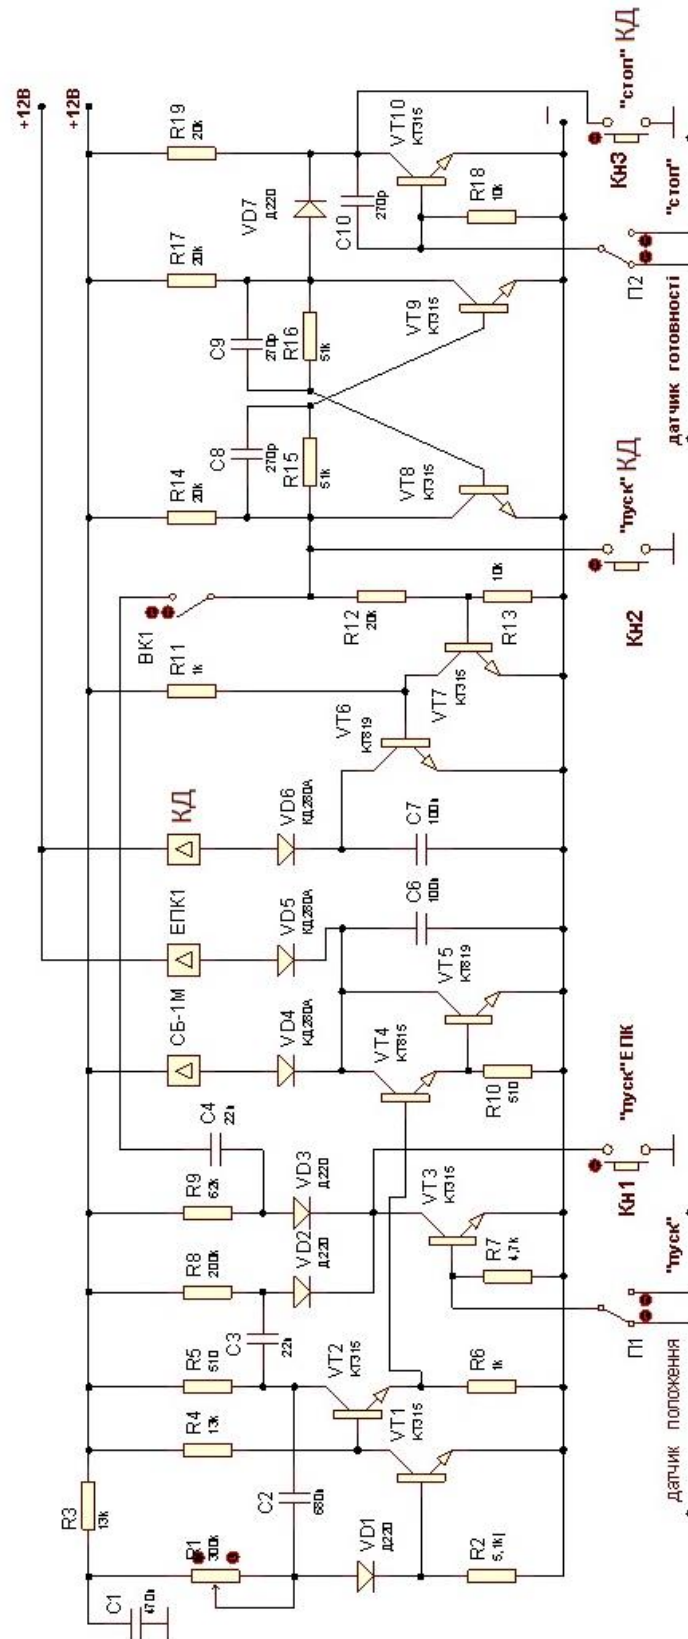 +12В
+12В
R19
20k
VD7
Д220
C10
270p
VT10
КТ315
R18
10k
"стоп" КД
Кн3
"стоп"
П2
R17
20k
C9
270p
R16
51k
VT9
КТ315
датчик готовності
R14
20k
C8
270p
R15
51k
VT8
КТ315
"пуск" КД
Кн2
ВК1
R11
1k
R12
20k
10k
R13
VT7
КТ315
VT6
КТ819
КД
VD6
КД280А
C7
100n
ЕПК1
VD5
КД280А
C6
100n
VT5
КТ819
СБ-1М
VD4
КД280А
VT4
КТ815
R10
510
"пуск" ЕПК
Кн1
C4
22n
R9
62k
VD3
Д220
VT3
КТ315
R7
4,7k
"пуск"
П1
датчик положення
R8
200k
VD2
Д220
C3
22n
R5
510
VT2
КТ315
R6
1k
R4
13k
VT1
КТ315
R3
13k
C2
680n
R1
300k
VD1
Д220
R2
5,1k
C1
470n